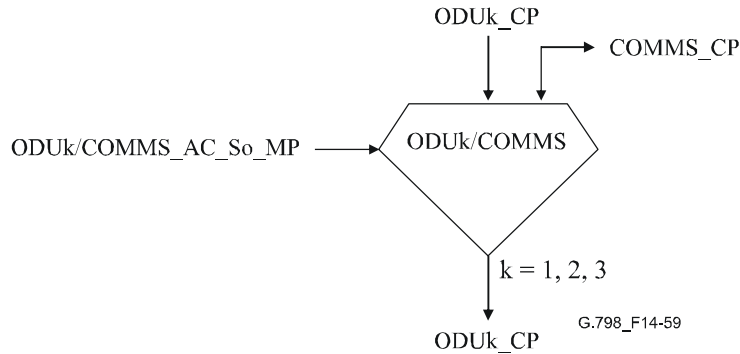 ODUk_CP
COMMS_CP
ODUk/COMMS_AC_So_MP
ODUk/COMMS
k = 1, 2, 3
G.798_F14-59
ODUk_CP